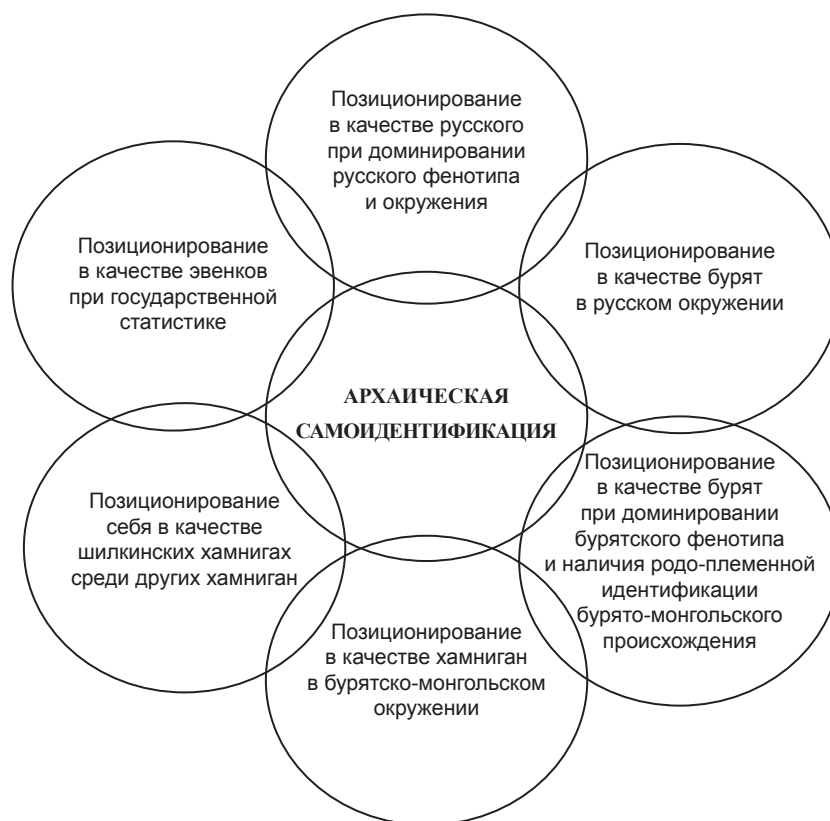 Позиционирование
в качестве русского
при доминировании
русского фенотипа
и окружения
Позиционирование
в качестве эвенков
при государственной
статистике
Позиционирование
в качестве бурят
в русском окружении
АРХАИЧЕСКАЯ
САМОИДЕНТИФИКАЦИЯ
Позиционирование
себя в качестве
шилкинских хамнигах
среди других хамниган
Позиционирование
в качестве бурят
при доминировании
бурятского фенотипа
и наличия родо-племенной
идентификации
бурято-монгольского
происхождения
Позиционирование
в качестве хамниган
в бурятско-монгольском
окружении